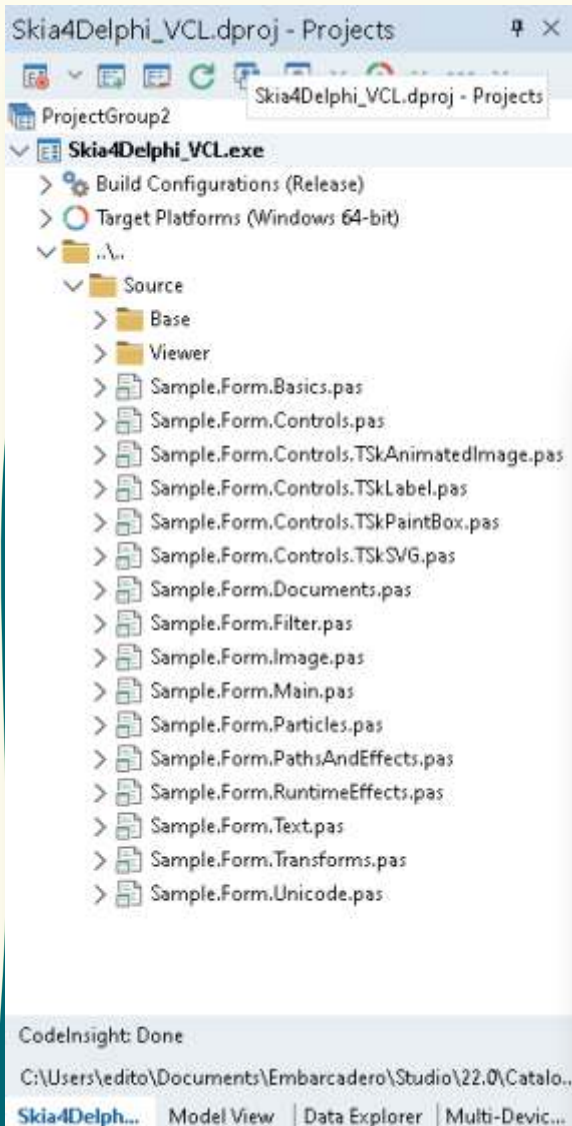 Skia4Delphi_VCL.dproj - Projects
Skia4Delphi_VCL.dproj - Projects
ProjectGroup2
Skia4Delphi_VCL.exe
Build Configurations (Release)
Target Platforms (Windows 64-bit)
..\..
Source
Base
Viewer
Sample.Form.Basics.pas
Sample.Form.Controls.pas
Sample.Form.Controls.TSkAnimatedImage.pas
Sample.Form.Controls.TSkLabel.pas
Sample.Form.Controls.TSkPaintBox.pas
Sample.Form.Controls.TSkSVG.pas
Sample.Form.Documents.pas
Sample.Form.Filter.pas
Sample.Form.Image.pas
Sample.Form.Main.pas
Sample.Form.Particles.pas
Sample.Form.PathsAndEffects.pas
Sample.Form.RuntimeEffects.pas
Sample.Form.Text.pas
Sample.Form.Transforms.pas
Sample.Form.Unicode.pas
CodeInsight: Done
C:\Users\edito\Documents\Embarcadero\Studio\22.0\Catalo...
Skia4Delph... Model View Data Explorer Multi-Devic...